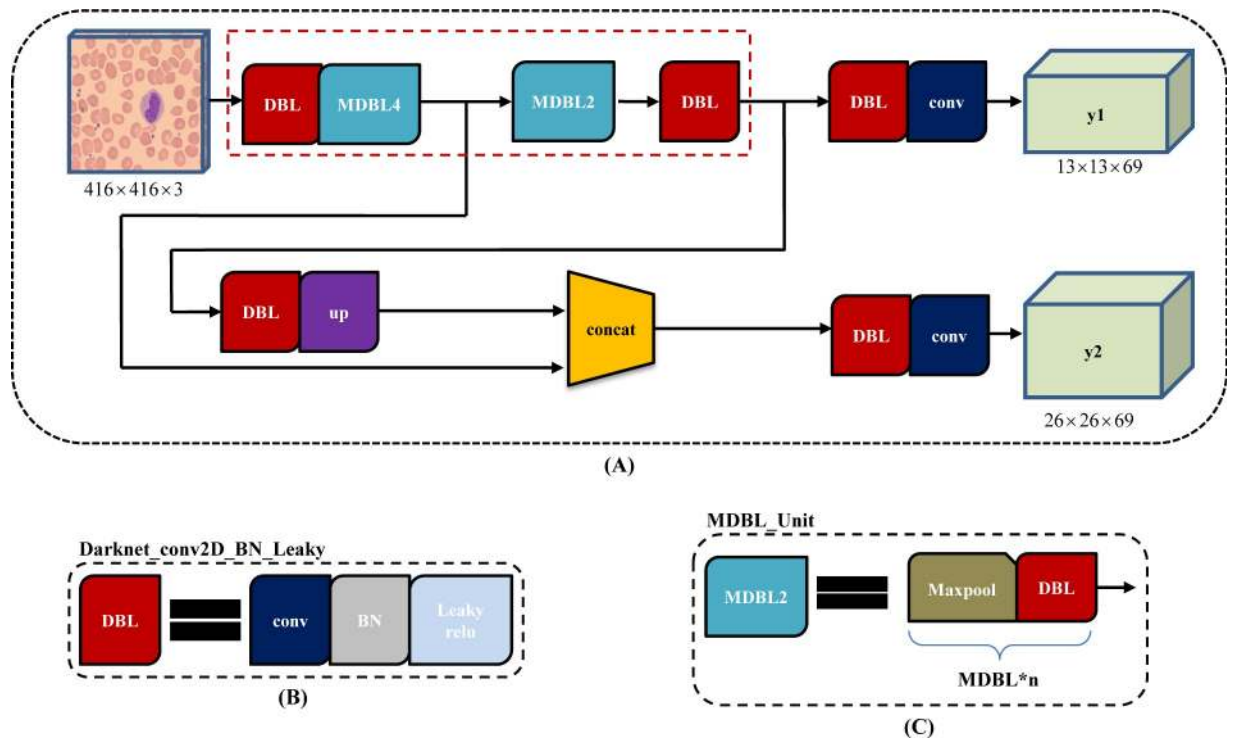 DBL
MDBL4
MDBL2
DBL
DBL
conv
y1
416×416×3
13×13×69
DBL
up
concat
DBL
conv
y2
26×26×69
(A)
Darknet_conv2D_BN_Leaky
DBL
conv
BN
Leaky
relu
(B)
MDBL_Unit
MDBL2
Maxpool
DBL
MDBL*n
(C)